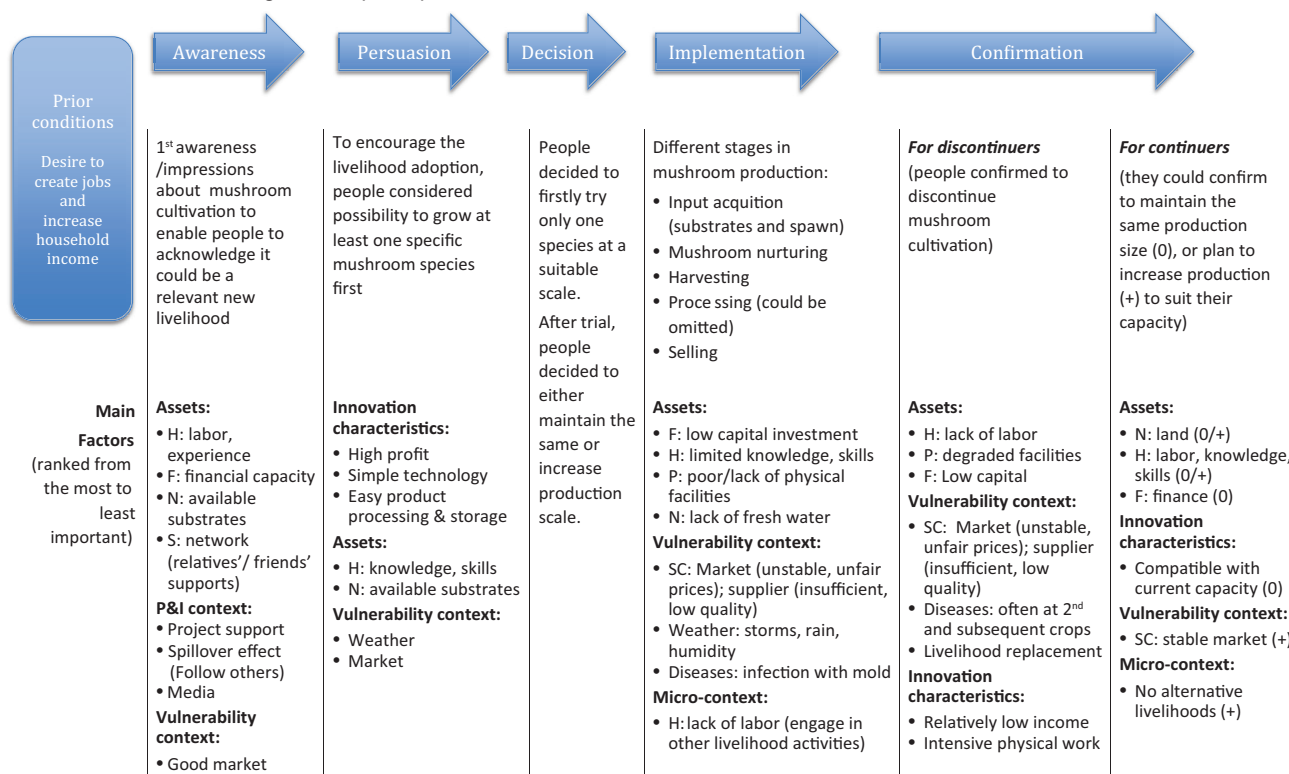 Awareness
Persuasion
Decision
Implementation
Confirmation
Prior
conditions
Desire to
create jobs
and
increase
household
income
1st awareness
/impressions
about mushroom
cultivation to
enable people to
acknowledge it
could be a
relevant new
livelihood
To encourage the
livelihood adoption,
people considered
possibility to grow at
least one specific
mushroom species
first
People
decided to
firstly try
only one
species at a
suitable
scale.
After trial,
people
decided to
either
maintain the
same or
increase
production
scale.
Different stages in
mushroom production:
• Input acquition
(substrates and spawn)
• Mushroom nurturing
• Harvesting
• Proce ssing (could be
omitted)
• Selling
For discontinuers
(people confirmed to
discontinue
mushroom
cultivation)
For continuers
(they could confirm
to maintain the
same production
size (0), or plan to
increase production
(+) to suit their
capacity)
Main
Factors
(ranked from
the most to
least
important)
Assets:
• H: labor,
experience
• F: financial capacity
• N: available
substrates
• S: network
(relatives’/ friends’
supports)
P&I context:
• Project support
• Spillover effect
(Follow others)
• Media
Vulnerability
context:
• Good market
Innovation
characteristics:
• High profit
• Simple technology
• Easy product
processing & storage
Assets:
• H: knowledge, skills
• N: available substrates
Vulnerability context:
• Weather
• Market
Assets:
• F: low capital investment
• H: limited knowledge, skills
• P: poor/lack of physical
facilities
• N: lack of fresh water
Vulnerability context:
• SC: Market (unstable, unfair
prices); supplier (insufficient,
low quality)
• Weather: storms, rain,
humidity
• Diseases: infection with mold
Micro-context:
• H: lack of labor (engage in
other livelihood activities)
Assets:
• H: lack of labor
• P: degraded facilities
• F: Low capital
Vulnerability context:
• SC: Market (unstable,
unfair prices); supplier
(insufficient, low
quality)
• Diseases: often at 2nd
and subsequent crops
• Livelihood replacement
Innovation
characteristics:
• Relatively low income
• Intensive physical work
Assets:
• N: land (0/+)
• H: labor, knowledge,
skills (0/+)
• F: finance (0)
Innovation
characteristics:
• Compatible with
current capacity (0)
Vulnerability context:
• SC: stable market (+)
Micro-context:
• No alternative
livelihoods (+)